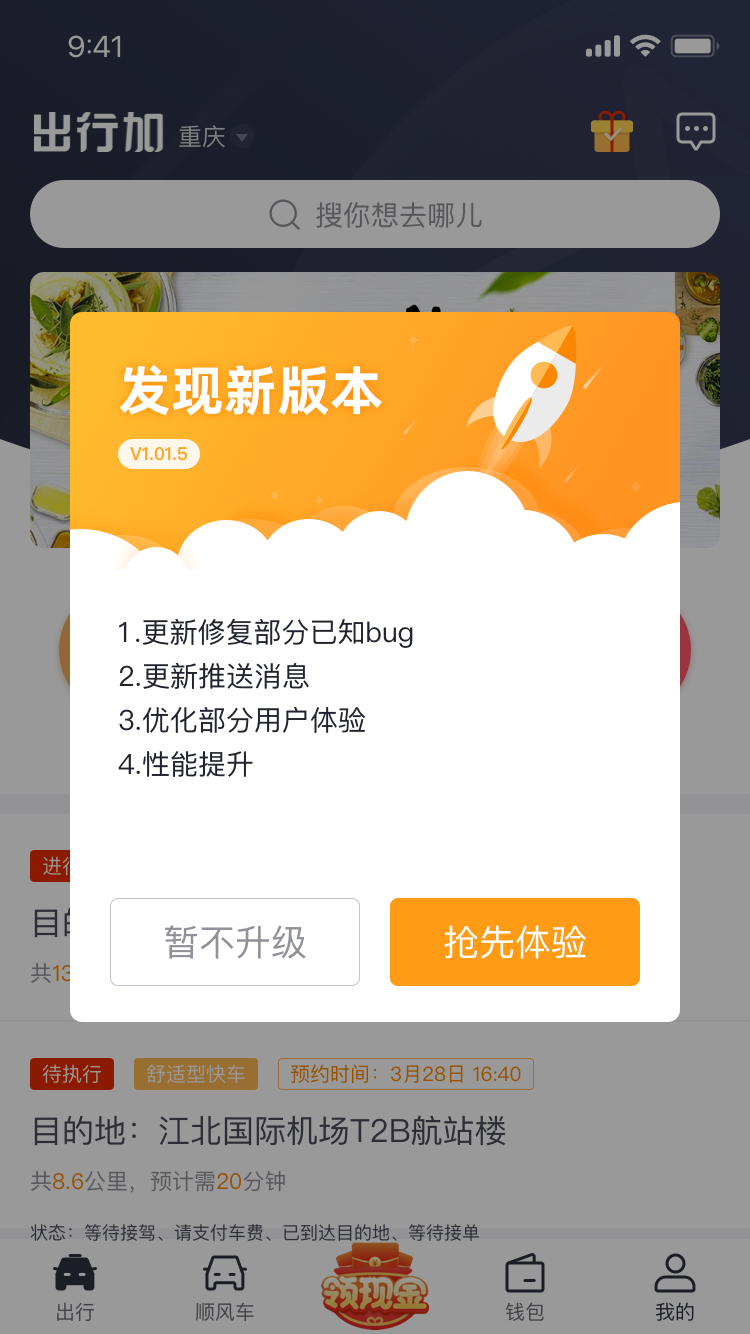 9:41
出行加 重庆
搜你想去哪儿
发现新版本
V1.01.5
1.更新修复部分已知bug
2.更新推送消息
3.优化部分用户体验
4.性能提升
暂不升级 抢先体验
共13
待执行 舒适型快车 预约时间：3月28日 16:40
目的地：江北国际机场T2B航站楼
共8.6公里，预计需20分钟
状态：等待接驾、请支付车费、已到达目的地、等待接单
领现金
出行 顺风车 钱包 我的